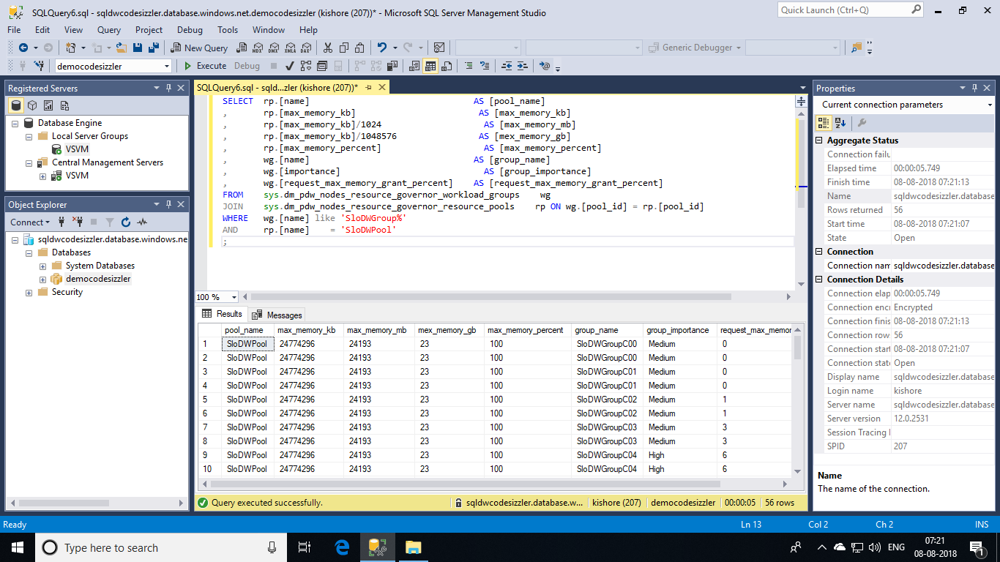 SQLQuery6.sql - sqldwcodesizzler.database.windows.net.democodesizzler (kishore (207))* - Microsoft SQL Server Management Studio
Quick Launch (Ctrl+Q)
File Edit View Query Project Debug Tools Window Help
New Query MDX DMX XMLA DAX Generic Debugger
democodesizzler Execute Debug
Registered Servers
Database Engine
Local Server Groups
VSVM
Central Management Servers
VSVM
Object Explorer
Connect
sqldwcodesizzler.database.windows.ne
Databases
System Databases
democodesizzler
Security
SQLQuery6.sql - sqld...zler (kishore (207))*
SELECT rp.[name] AS [pool_name]
, rp.[max_memory_kb] AS [max_memory_kb]
, rp.[max_memory_kb]/1024 AS [max_memory_mb]
, rp.[max_memory_kb]/1048576 AS [mex_memory_gb]
, rp.[max_memory_percent] AS [max_memory_percent]
, wg.[name] AS [group_name]
, wg.[importance] AS [group_importance]
, wg.[request_max_memory_grant_percent] AS [request_max_memory_grant_percent]
FROM sys.dm_pdw_nodes_resource_governor_workload_groups wg
JOIN sys.dm_pdw_nodes_resource_governor_resource_pools rp ON wg.[pool_id] = rp.[pool_id]
WHERE wg.[name] like 'SloDWGroup%'
AND rp.[name] = 'SloDWPool'
;
100 %
Results Messages
pool_name max_memory_kb max_memory_mb mex_memory_gb max_memory_percent group_name group_importance request_max_memor
1 SloDWPool 24774296 24193 23 100 SloDWGroupC00 Medium 0
2 SloDWPool 24774296 24193 23 100 SloDWGroupC00 Medium 0
3 SloDWPool 24774296 24193 23 100 SloDWGroupC01 Medium 0
4 SloDWPool 24774296 24193 23 100 SloDWGroupC01 Medium 0
5 SloDWPool 24774296 24193 23 100 SloDWGroupC02 Medium 1
6 SloDWPool 24774296 24193 23 100 SloDWGroupC02 Medium 1
7 SloDWPool 24774296 24193 23 100 SloDWGroupC03 Medium 3
8 SloDWPool 24774296 24193 23 100 SloDWGroupC03 Medium 3
9 SloDWPool 24774296 24193 23 100 SloDWGroupC04 High 6
10 SloDWPool 24774296 24193 23 100 SloDWGroupC04 High 6
Query executed successfully. sqldwcodesizzler.database.w... kishore (207) democodesizzler 00:00:05 56 rows
Properties
Current connection parameters
Aggregate Status
Connection failu
Elapsed time 00:00:05.749
Finish time 08-08-2018 07:21:13
Name sqldwcodesizzler.database
Rows returned 56
Start time 08-08-2018 07:21:07
State Open
Connection
Connection nam sqldwcodesizzler.database
Connection Details
Connection elap 00:00:05.749
Connection encr Encrypted
Connection finis 08-08-2018 07:21:13
Connection row 56
Connection start 08-08-2018 07:21:07
Connection state Open
Display name sqldwcodesizzler.database
Login name kishore
Server name sqldwcodesizzler.database
Server version 12.0.2531
Session Tracing I
SPID 207
Name
The name of the connection.
Ready Ln 13 Col 2 Ch 2 INS
Type here to search ENG 07:21
08-08-2018 1